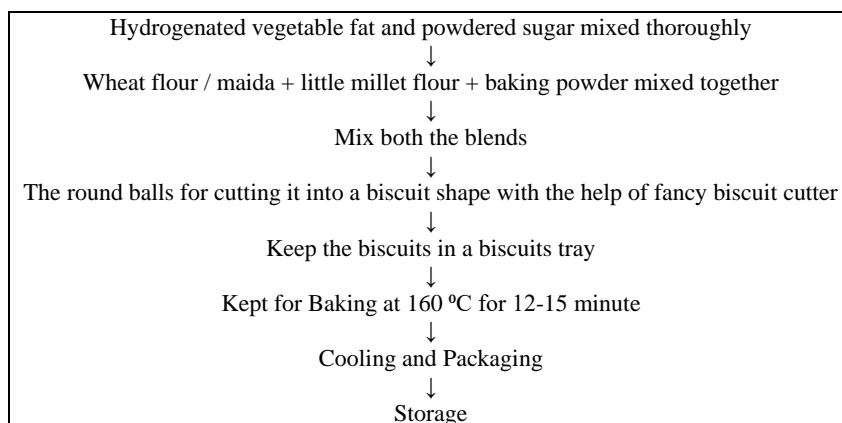 Hydrogenated vegetable fat and powdered sugar mixed thoroughly
↓
Wheat flour / maida + little millet flour + baking powder mixed together
↓
Mix both the blends
↓
The round balls for cutting it into a biscuit shape with the help of fancy biscuit cutter
↓
Keep the biscuits in a biscuits tray
↓
Kept for Baking at 160 ⁰C for 12-15 minute
↓
Cooling and Packaging
↓
Storage